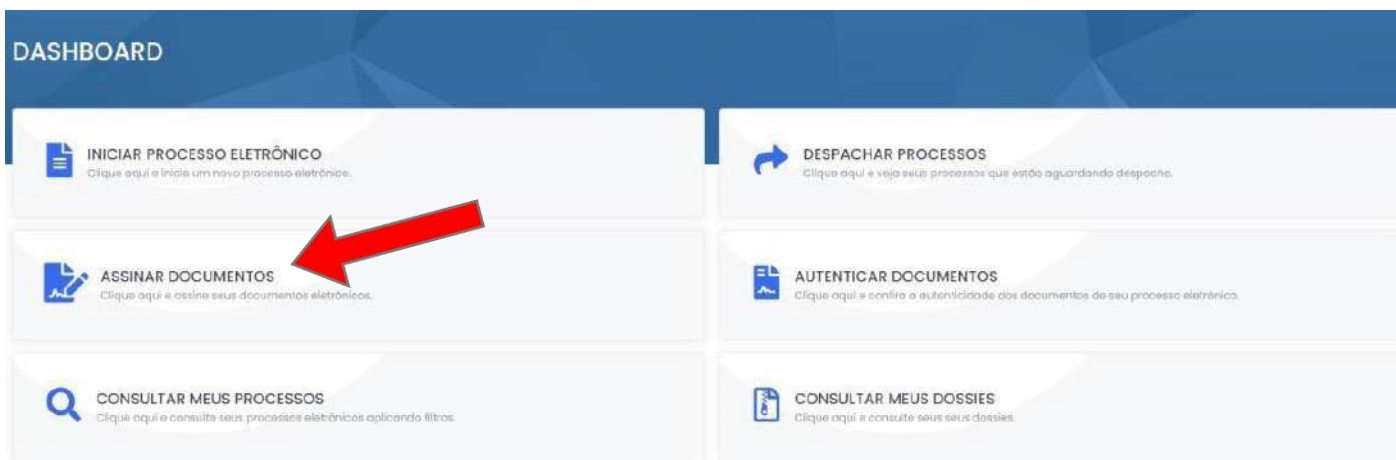 DASHBOARD
INICIAR PROCESSO ELETRÔNICO
Clique aqui e inicie um novo processo eletrônico.
DESPACHAR PROCESSOS
Clique aqui e veja seus processos que estão aguardando despacho.
ASSINAR DOCUMENTOS
Clique aqui e assine seus documentos eletrônicos.
AUTENTICAR DOCUMENTOS
Clique aqui e confira a autenticidade dos documentos de seu processo eletrônico.
CONSULTAR MEUS PROCESSOS
Clique aqui e consulte seus processos eletrônicos aplicando filtros.
CONSULTAR MEUS DOSSIES
Clique aqui e consulte seus seus dossies.